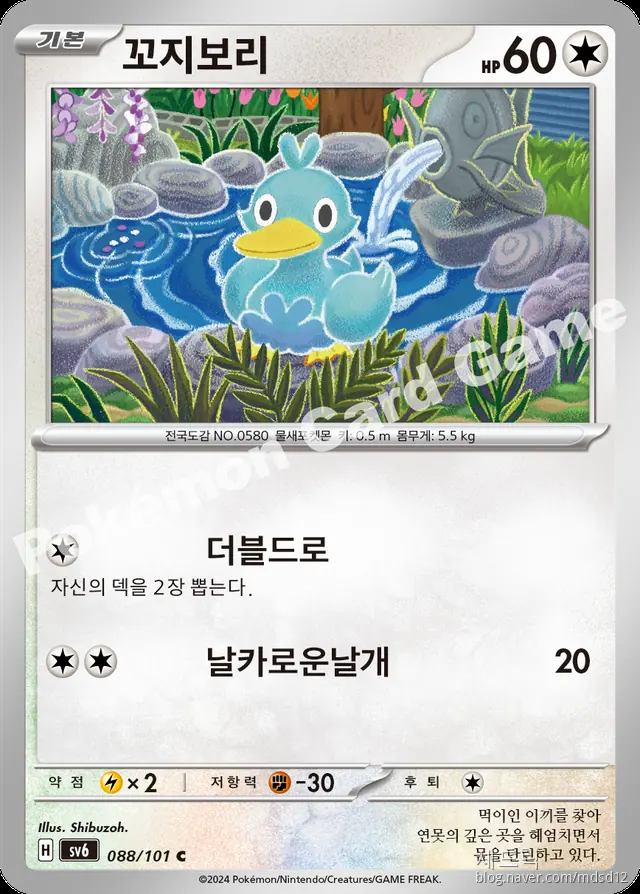 기본
꼬지보리
HP 60
전국도감 NO.0580 물새포켓몬 키: 0.5 m 몸무게: 5.5 kg
Pokémon Card Game
더블드로
자신의 덱을 2장 뽑는다.
날카로운날개 20
약점 ×2 저항력 -30 후퇴
Illus. Shibuzoh.
H sv6 088/101 C
먹이인 이끼를 찾아
연못의 깊은 곳을 헤엄치면서
물을 탄린하고 있다.
©2024 Pokémon/Nintendo/Creatures/GAME FREAK.
blog.naver.com/mdsd12